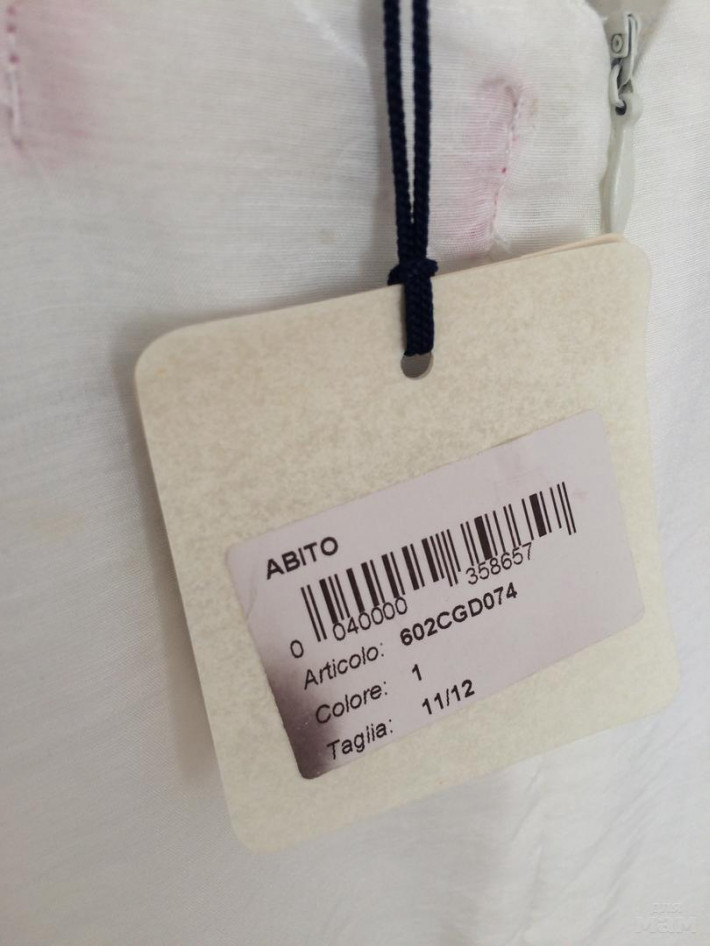 ABITO
0 040000 358657
Articolo: 602CGD074
Colore: 1
Taglia: 11/12